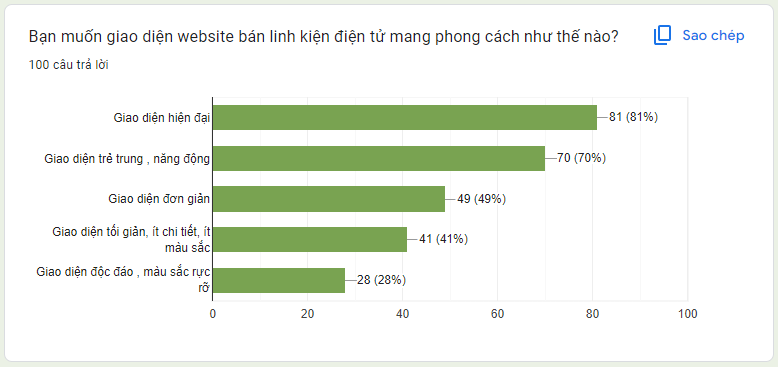 Bạn muốn giao diện website bán linh kiện điện tử mang phong cách như thế nào?
Sao chép
100 câu trả lời
Giao diện hiện đại
81 (81%)
Giao diện trẻ trung , năng động
70 (70%)
Giao diện đơn giản
49 (49%)
Giao diện tối giản, ít chi tiết, ít
màu sắc
41 (41%)
Giao diện độc đáo , màu sắc rực
rỡ
28 (28%)
0 20 40 60 80 100